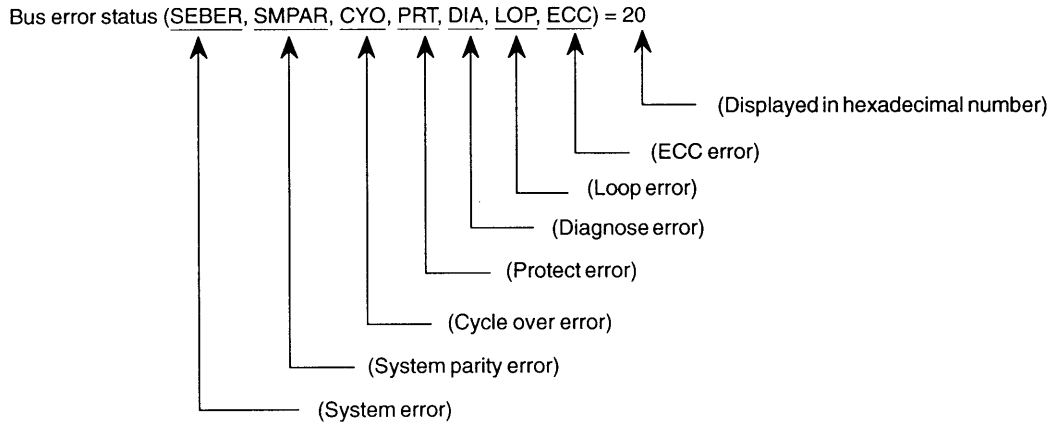 Bus error status (SEBER, SMPAR, CYO, PRT, DIA, LOP, ECC) = 20
(Displayed in hexadecimal number)
(ECC error)
(Loop error)
(Diagnose error)
(Protect error)
(Cycle over error)
(System parity error)
(System error)